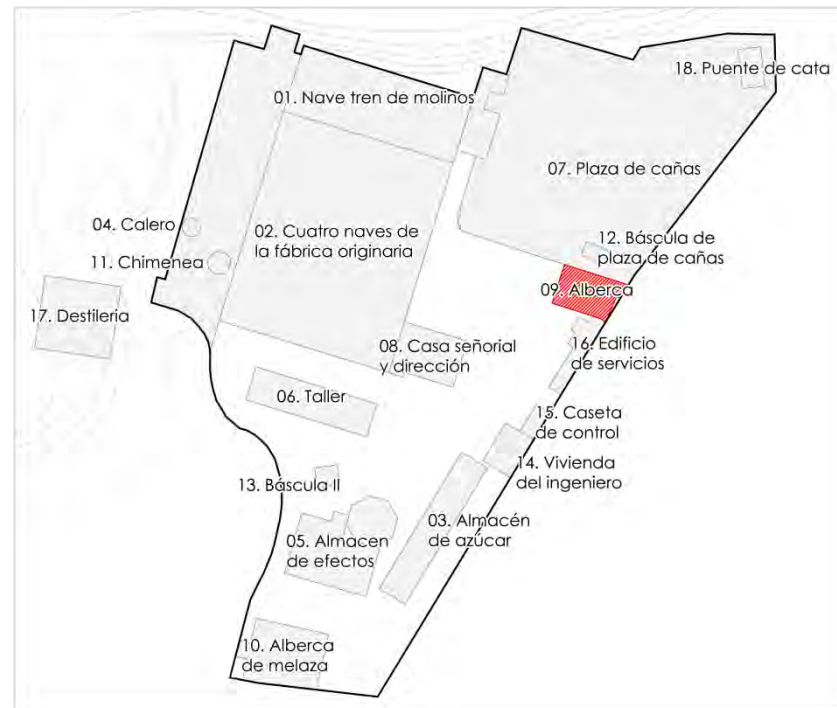 18. Puente de cata
01. Nave tren de molinos
07. Plaza de cañas
04. Calero
02. Cuatro naves de
la fábrica originaria
12. Báscula de
plaza de cañas
11. Chimenea
09. Alberca
17. Destileria
08. Casa señorial
y dirección
16. Edificio
de servicios
06. Taller
15. Caseta
de control
14. Vivienda
del ingeniero
13. Báscula II
03. Almacén
de azúcar
05. Almacen
de efectos
10. Alberca
de melaza